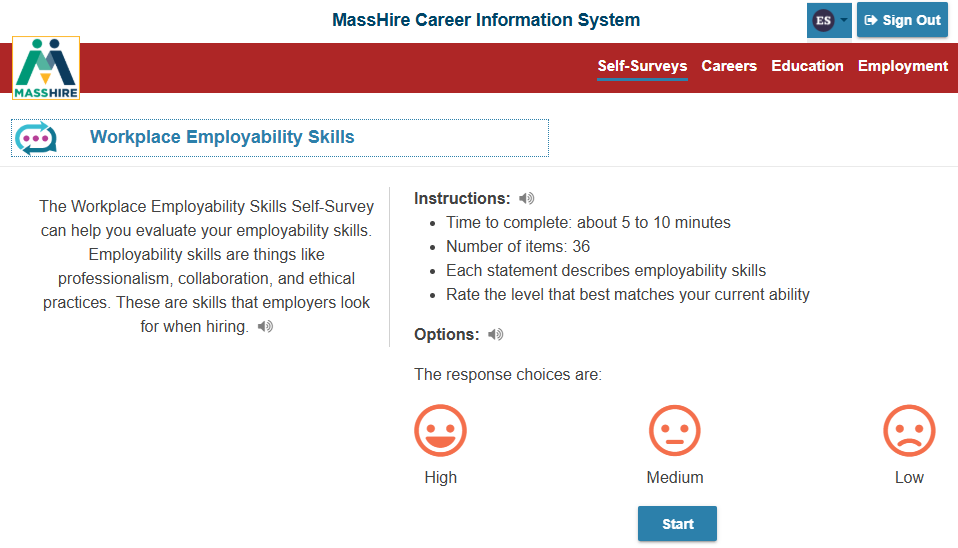 MassHire Career Information System
ES
Sign Out
MASSHIRE
Self-Surveys Careers Education Employment
Workplace Employability Skills
The Workplace Employability Skills Self-Survey
can help you evaluate your employability skills.
Employability skills are things like
professionalism, collaboration, and ethical
practices. These are skills that employers look
for when hiring.
Instructions:
• Time to complete: about 5 to 10 minutes
• Number of items: 36
• Each statement describes employability skills
• Rate the level that best matches your current ability
Options:
The response choices are:
High Medium Low
Start